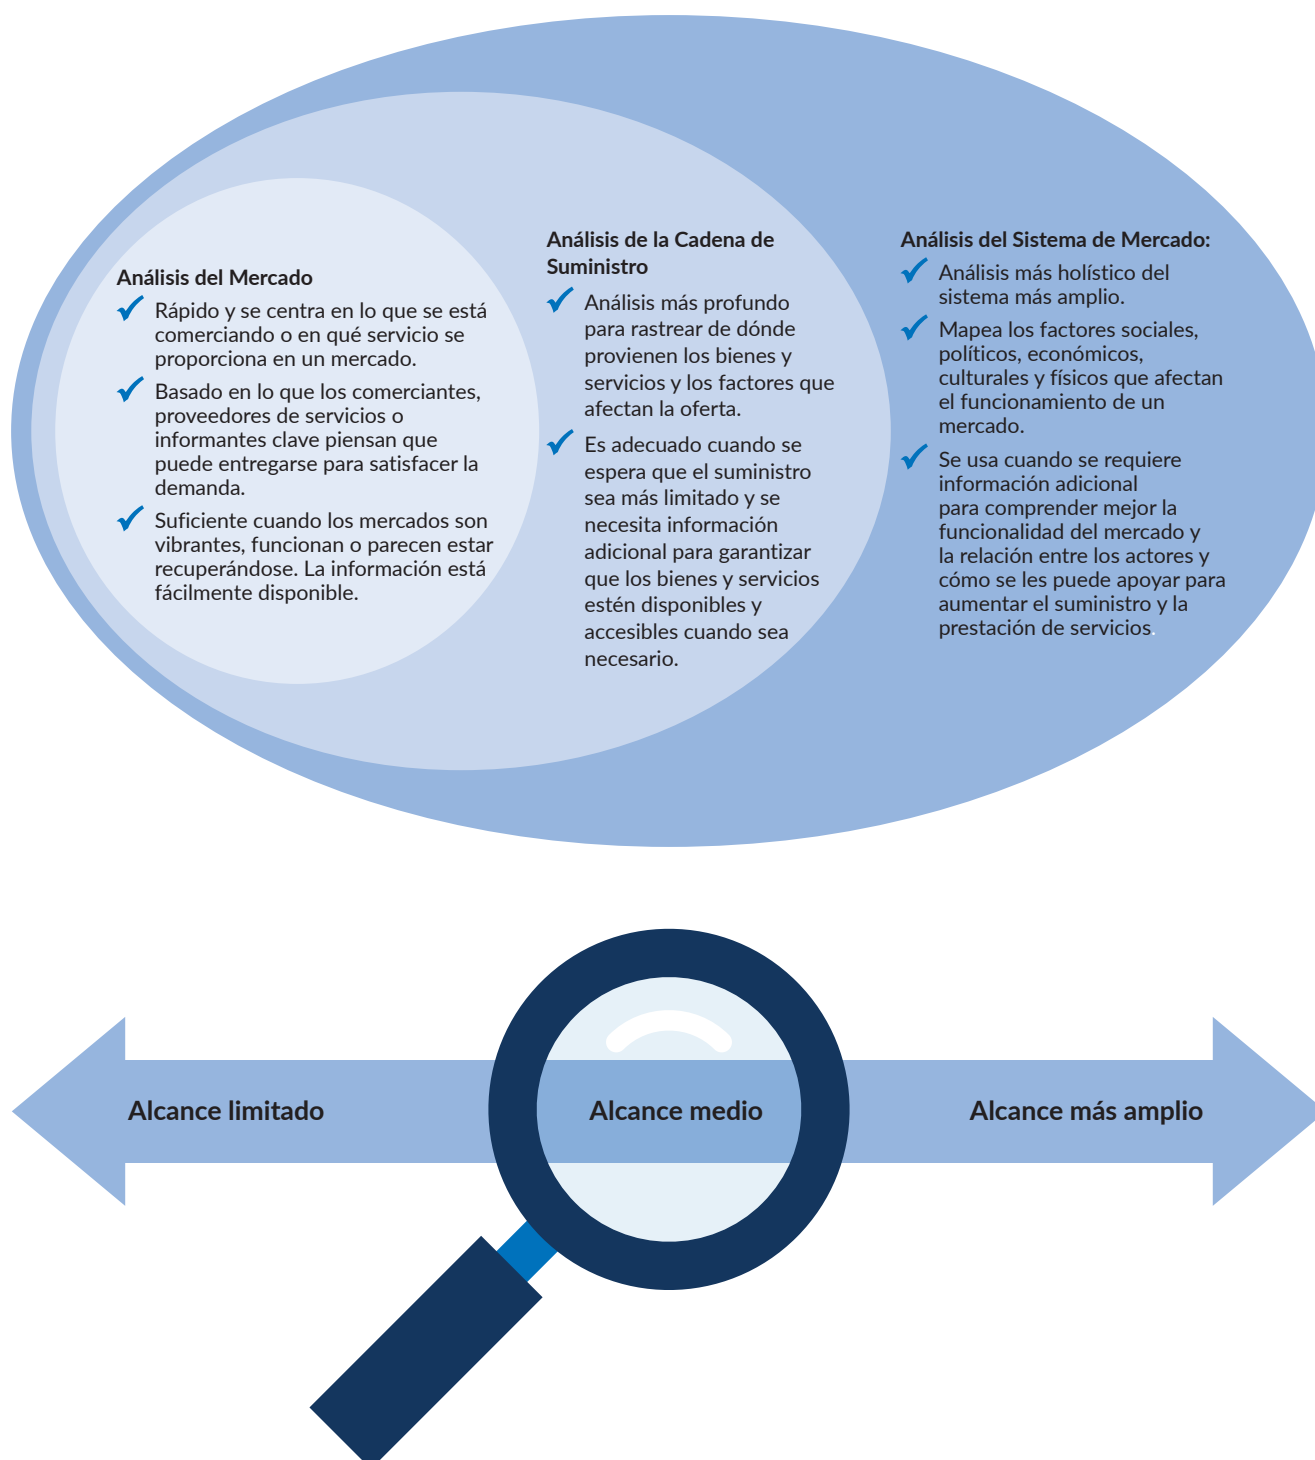 Análisis del Mercado
Rápido y se centra en lo que se está
comerciando o en qué servicio se
proporciona en un mercado.
Basado en lo que los comerciantes,
proveedores de servicios o
informantes clave piensan que
puede entregarse para satisfacer la
demanda.
Suficiente cuando los mercados son
vibrantes, funcionan o parecen estar
recuperándose. La información está
fácilmente disponible.
Análisis de la Cadena de
Suministro
Análisis más profundo
para rastrear de dónde
provienen los bienes y
servicios y los factores que
afectan la oferta.
Es adecuado cuando se
espera que el suministro
sea más limitado y se
necesita información
adicional para garantizar
que los bienes y servicios
estén disponibles y
accesibles cuando sea
necesario.
Análisis del Sistema de Mercado:
Análisis más holístico del
sistema más amplio.
Mapea los factores sociales,
políticos, económicos,
culturales y físicos que afectan
el funcionamiento de un
mercado.
Se usa cuando se requiere
información adicional
para comprender mejor la
funcionalidad del mercado y
la relación entre los actores y
cómo se les puede apoyar para
aumentar el suministro y la
prestación de servicios.
Alcance limitado
Alcance medio
Alcance más amplio